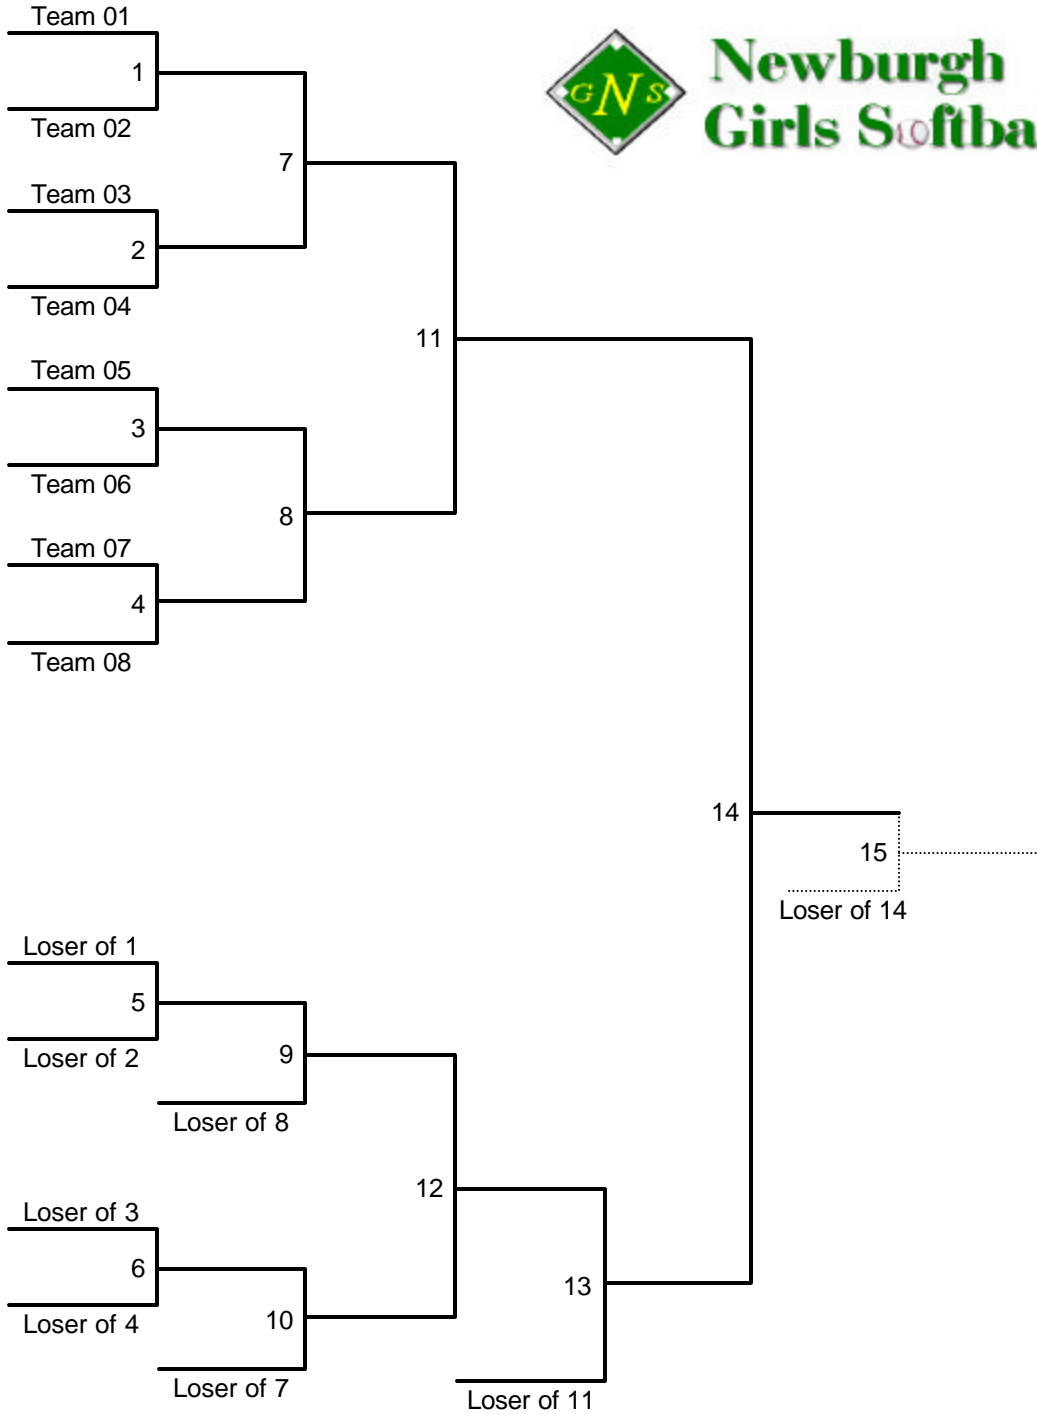 Team 01
1
Team 02
GNS
Newburgh
Girls Softba
7
Team 03
2
Team 04
11
Team 05
3
Team 06
8
Team 07
4
Team 08
14
15
Loser of 14
Loser of 1
5
Loser of 2
9
Loser of 8
12
Loser of 3
6
Loser of 4
10
Loser of 7
13
Loser of 11